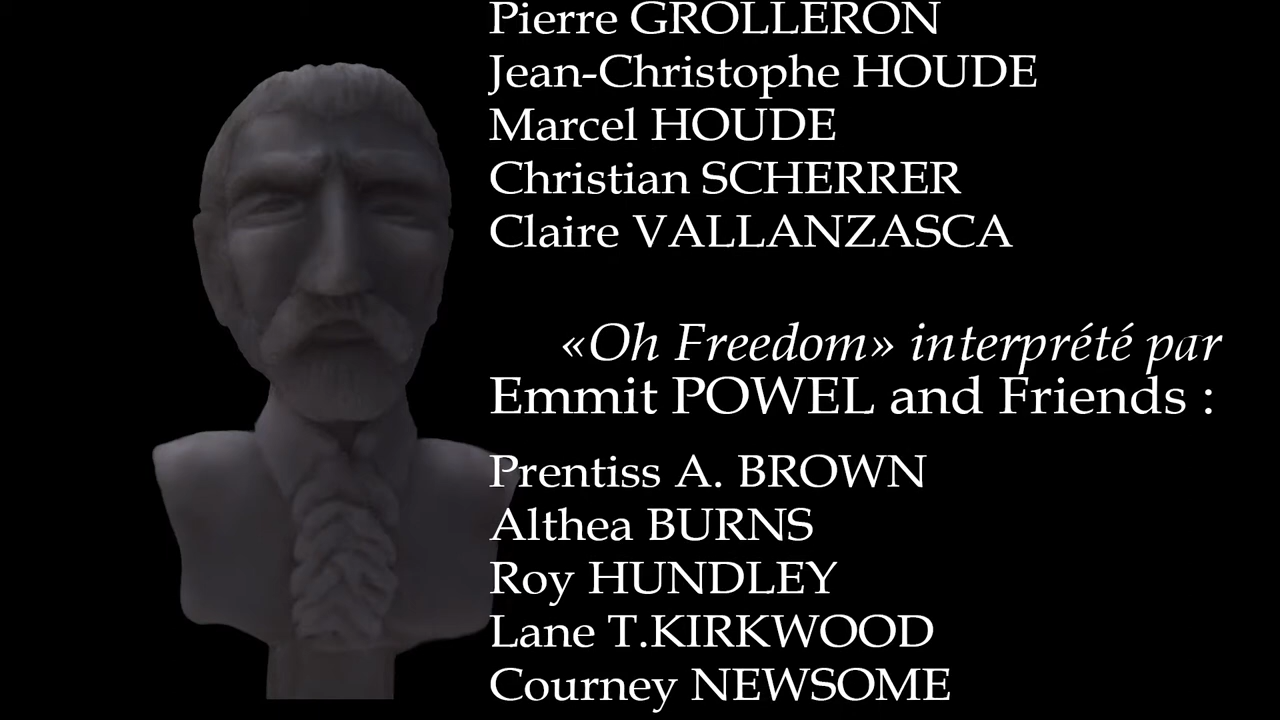 Pierre GROLLERON
Jean-Christophe HOUDE
Marcel HOUDE
Christian SCHERRER
Claire VALLANZASCA
«Oh Freedom» interprété par
Emmit POWEL and Friends :
Prentiss A. BROWN
Althea BURNS
Roy HUNDLEY
Lane T.KIRKWOOD
Courney NEWSOME